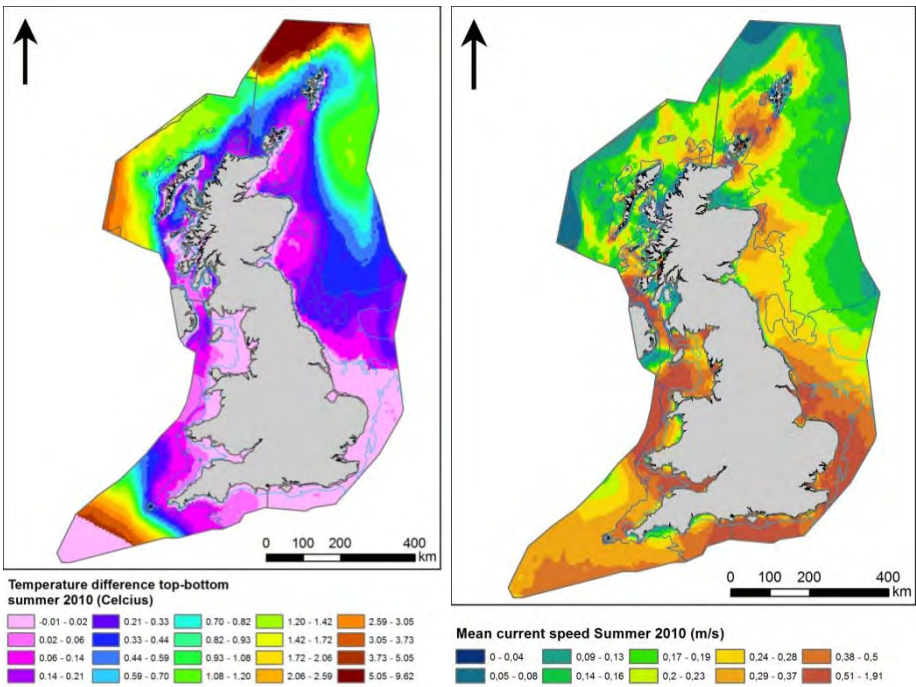 0 100 200 400
km
Temperature difference top-bottom
summer 2010 (Celcius)
-0.01 - 0.02 0.21 - 0.33 0.70 - 0.82 1.20 - 1.42 2.59 - 3.05
0.02 - 0.06 0.33 - 0.44 0.82 - 0.93 1.42 - 1.72 3.05 - 3.73
0.06 - 0.14 0.44 - 0.59 0.93 - 1.08 1.72 - 2.06 3.73 - 5.05
0.14 - 0.21 0.59 - 0.70 1.08 - 1.20 2.06 - 2.59 5.05 - 9.62
0 100 200 400
km
Mean current speed Summer 2010 (m/s)
0 - 0,04 0,09 - 0,13 0,17 - 0,19 0,24 - 0,28 0,38 - 0,5
0,05 - 0,08 0,14 - 0,16 0,2 - 0,23 0,29 - 0,37 0,51 - 1,91